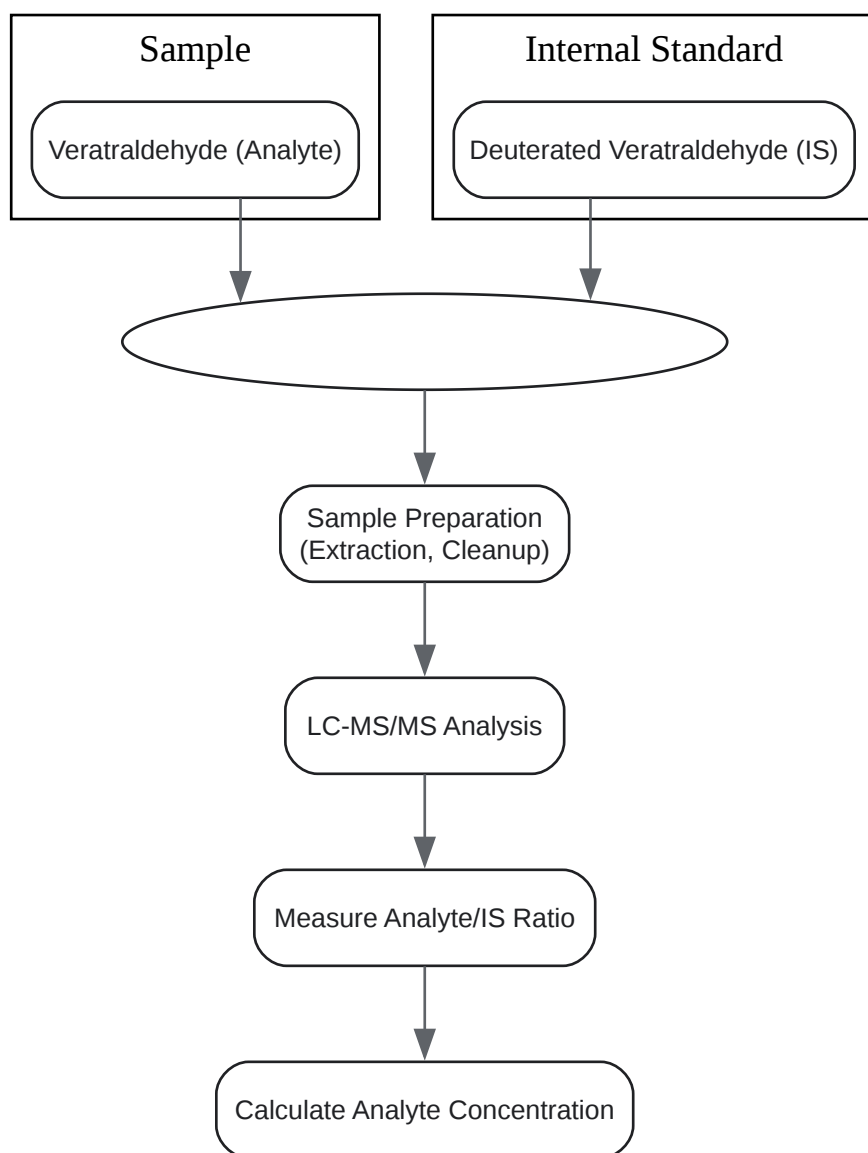 Sample
Internal Standard
Veratraldehyde (Analyte)
Deuterated Veratraldehyde (IS)
Sample Preparation
(Extraction, Cleanup)
LC-MS/MS Analysis
Measure Analyte/IS Ratio
Calculate Analyte Concentration